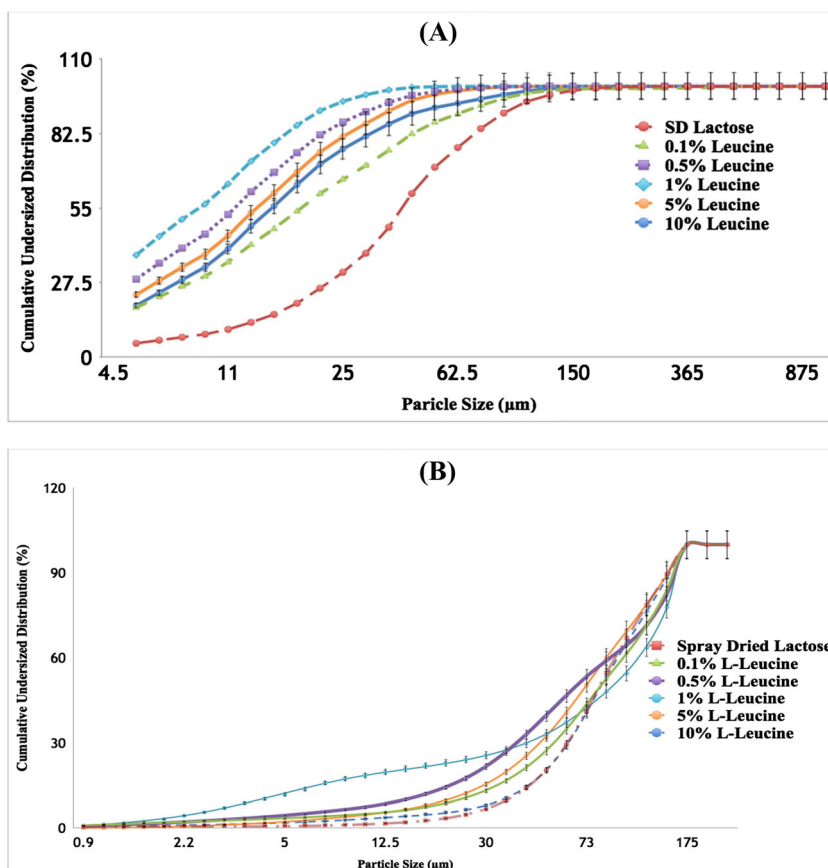 (A)
Cumulative Undersized Distribution (%)
110
82.5
55
27.5
0
SD Lactose
0.1% Leucine
0.5% Leucine
1% Leucine
5% Leucine
10% Leucine
4.5 11 25 62.5 150 365 875
Paricle Size (µm)
(B)
Cumulative Undersized Distribution (%)
120
90
60
30
0
Spray Dried Lactose
0.1% L-Leucine
0.5% L-Leucine
1% L-Leucine
5% L-Leucine
10% L-Leucine
0.9 2.2 5 12.5 30 73 175
Particle Size (µm)